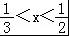 1/3 < x < 1/2